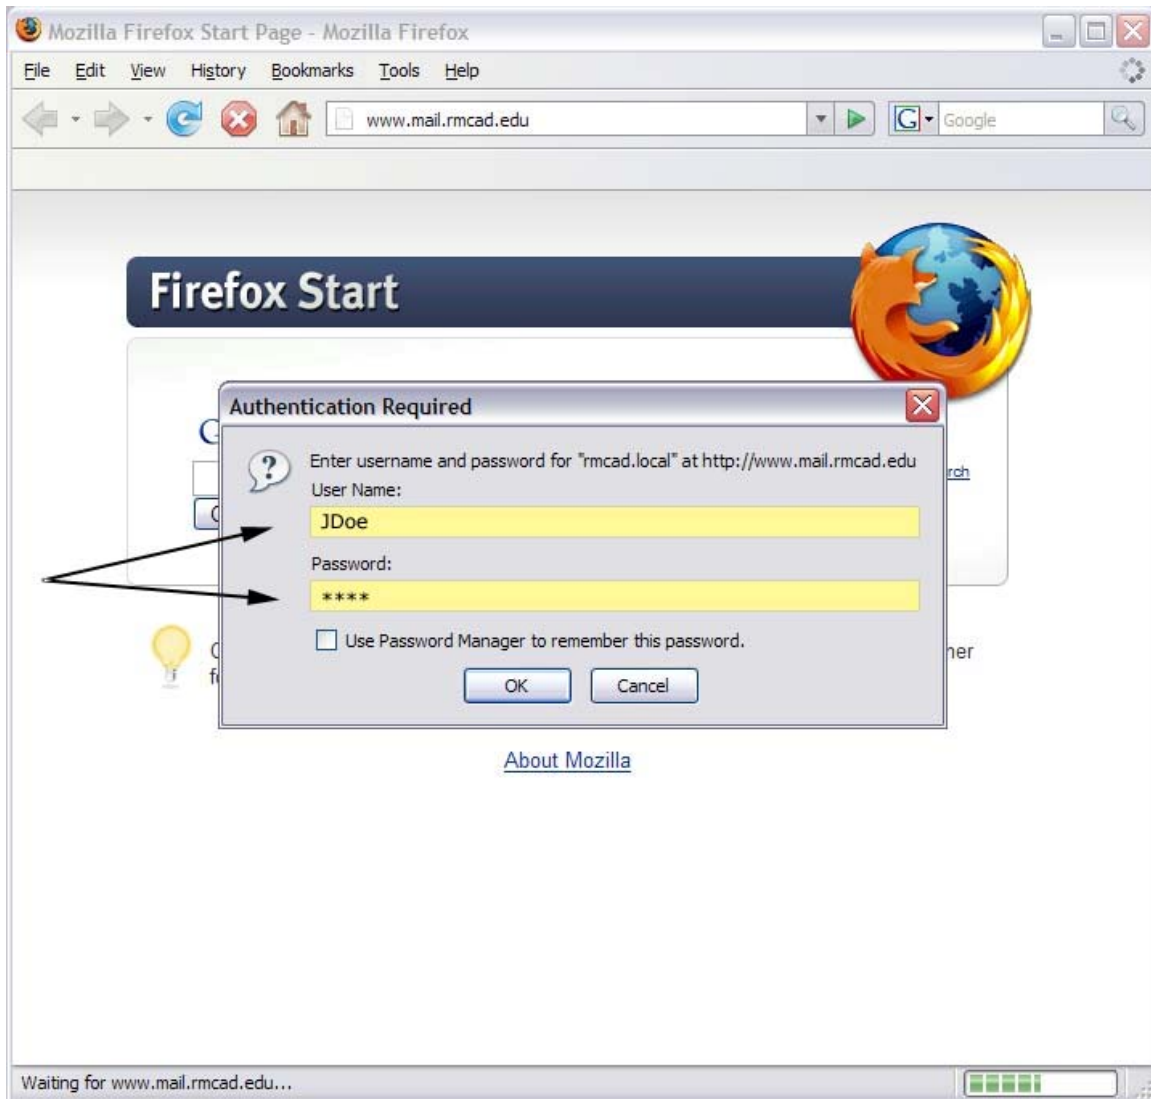 Mozilla Firefox Start Page - Mozilla Firefox
File Edit View History Bookmarks Tools Help
www.mail.rmcad.edu G Google
Firefox Start
Authentication Required
G
Enter username and password for "rmcad.local" at http://www.mail.rmcad.edu
User Name:
JDoe
Password:
****
Use Password Manager to remember this password.
OK Cancel
About Mozilla
Waiting for www.mail.rmcad.edu...